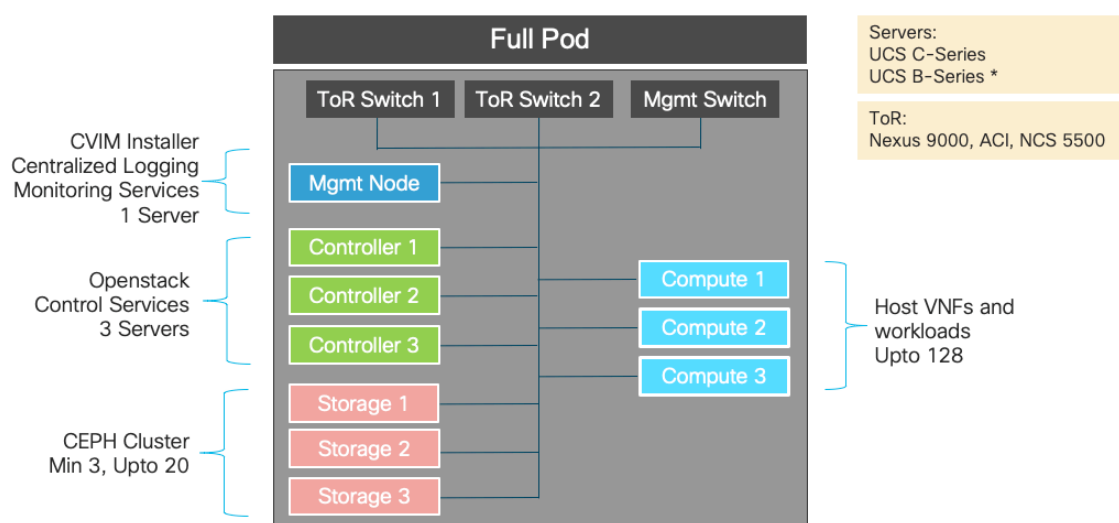 Full Pod
Servers:
UCS C-Series
UCS B-Series *
ToR:
Nexus 9000, ACI, NCS 5500
ToR Switch 1
ToR Switch 2
Mgmt Switch
CVIM Installer
Centralized Logging
Monitoring Services
1 Server
Mgmt Node
Openstack
Control Services
3 Servers
Controller 1
Controller 2
Controller 3
CEPH Cluster
Min 3, Upto 20
Storage 1
Storage 2
Storage 3
Compute 1
Compute 2
Compute 3
Host VNFs and
workloads
Upto 128